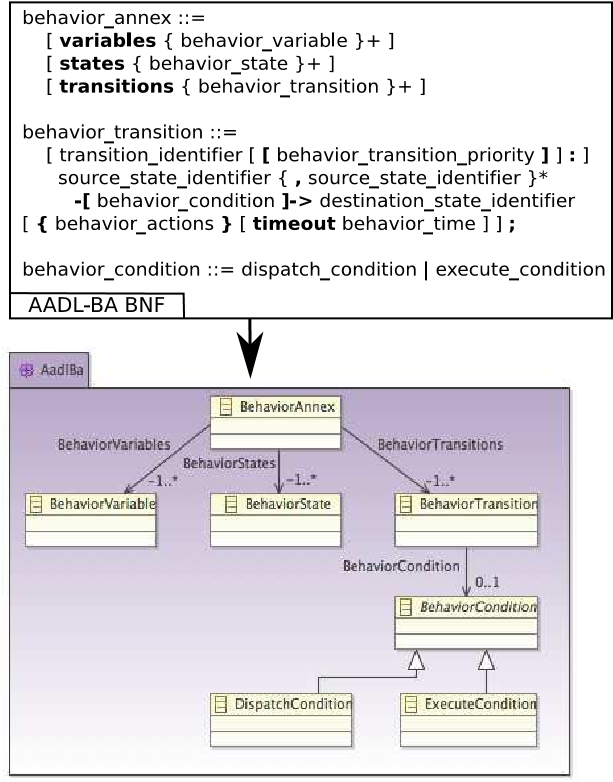 behavior_annex ::=
[ variables { behavior_variable }+ ]
[ states { behavior_state }+ ]
[ transitions { behavior_transition }+ ]
behavior_transition ::=
[ transition_identifier [ [ behavior_transition_priority ] ] : ]
source_state_identifier { , source_state_identifier }*
-[ behavior_condition ]-> destination_state_identifier
[ { behavior_actions } [ timeout behavior_time ] ] ;
behavior_condition ::= dispatch_condition | execute_condition
AADL-BA BNF
AadlBa
BehaviorAnnex
BehaviorVariables
BehaviorStates
BehaviorTransitions
-1..*
-1..*
-1..*
BehaviorVariable
BehaviorState
BehaviorTransition
BehaviorCondition
0..1
BehaviorCondition
DispatchCondition
ExecuteCondition